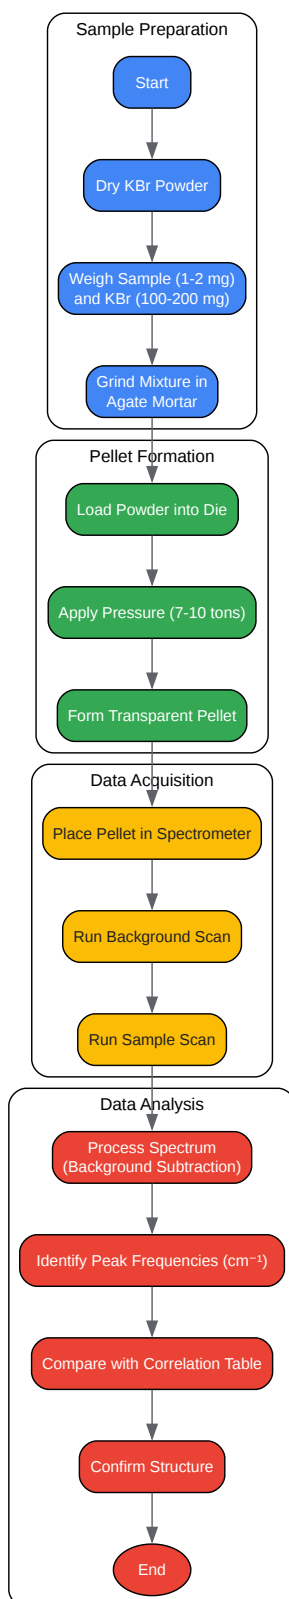 Sample Preparation
Start
Dry KBr Powder
Weigh Sample (1-2 mg)
and KBr (100-200 mg)
Grind Mixture in
Agate Mortar
Pellet Formation
Load Powder into Die
Apply Pressure (7-10 tons)
Form Transparent Pellet
Data Acquisition
Place Pellet in Spectrometer
Run Background Scan
Run Sample Scan
Data Analysis
Process Spectrum
(Background Subtraction)
Identify Peak Frequencies (cm⁻¹)
Compare with Correlation Table
Confirm Structure
End